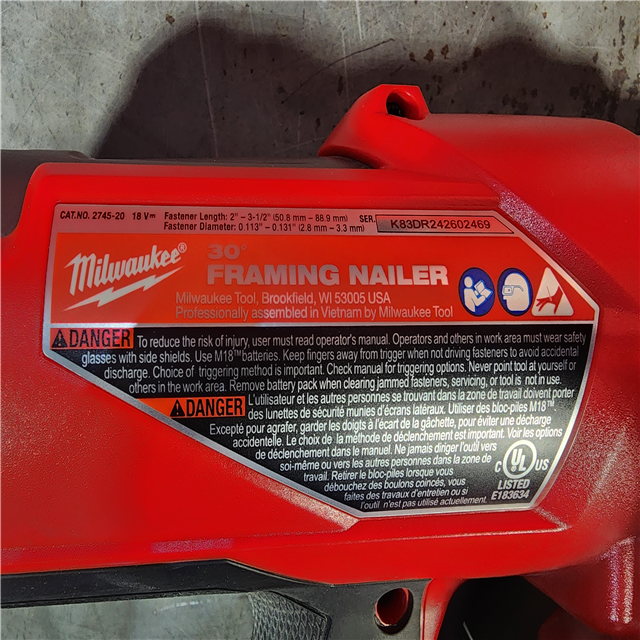 CAT.NO. 2745-20 18 V⎓ Fastener Length: 2" – 3-1/2" (50.8 mm – 88.9 mm) SER.
Fastener Diameter: 0.113" – 0.131" (2.8 mm – 3.3 mm)
K83DR242602469
Milwaukee®
30°
FRAMING NAILER
Milwaukee Tool, Brookfield, WI 53005 USA
Professionally assembled in Vietnam by Milwaukee Tool
DANGER To reduce the risk of injury, user must read operator's manual. Operators and others in work area must wear safety
glasses with side shields. Use M18™ batteries. Keep fingers away from trigger when not driving fasteners to avoid accidental
discharge. Choice of triggering method is important. Check manual for triggering options. Never point tool at yourself or
others in the work area. Remove battery pack when clearing jammed fasteners, servicing, or tool is not in use.
DANGER L'utilisateur et les autres personnes se trouvant dans la zone de travail doivent porter
des lunettes de sécurité munies d'écrans latéraux. Utiliser des bloc-piles M18™.
Excepté pour agrafer, garder les doigts à l'écart de la gâchette, pour éviter une décharge
accidentelle. Le choix de la méthode de déclenchement est important. Voir les options
de déclenchement dans le manuel. Ne jamais diriger l'outil vers
soi-même ou vers les autres personnes dans la zone de
travail. Retirer le bloc-piles lorsque vous
débouchez des boulons coincés, vous
faites des travaux d'entretien ou si
l'outil n'est pas utilisé actuellement.
C UL US
LISTED
E183634